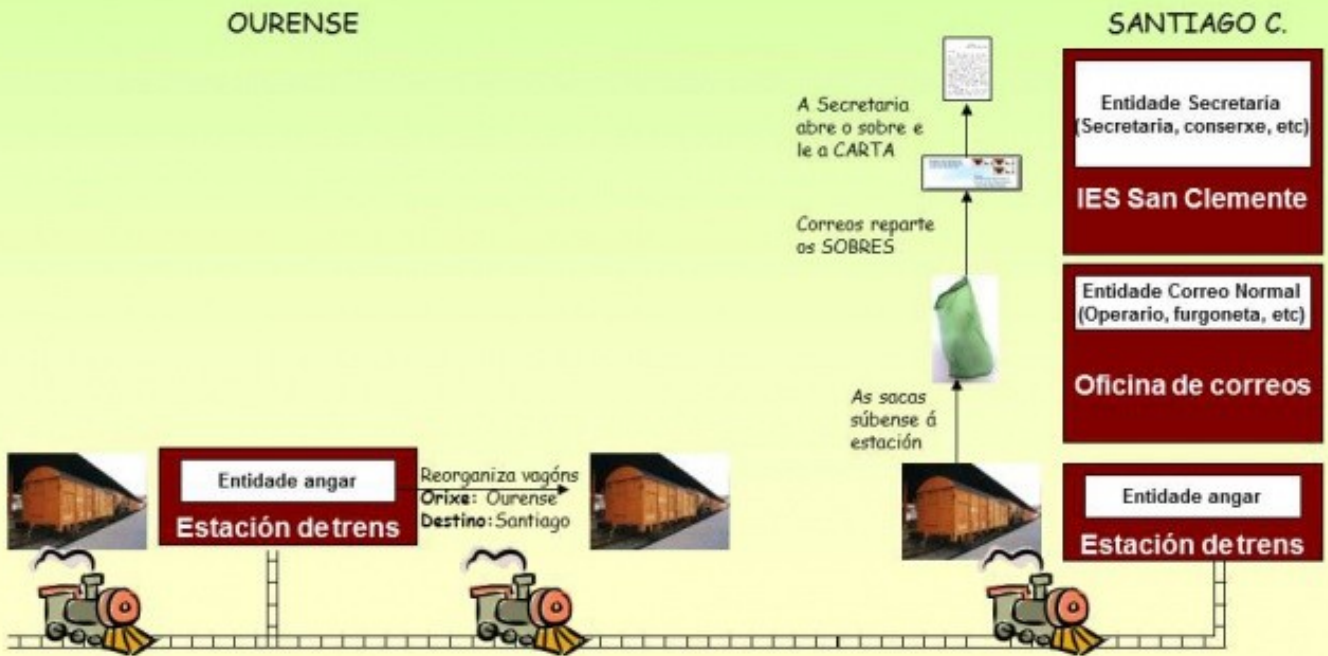 OURENSE
SANTIAGO C.
A Secretaria
abre o sobre e
le a CARTA
Entidade Secretaría
(Secretaria, conserxe, etc)
IES San Clemente
Correos reparte
os SOBRES
Entidade Correo Normal
(Operario, furgoneta, etc)
Oficina de correos
As sacas
súbense á
estación
Entidade angar
Estación de trens
Reorganiza vagóns
Orixe: Ourense
Destino: Santiago
Entidade angar
Estación de trens